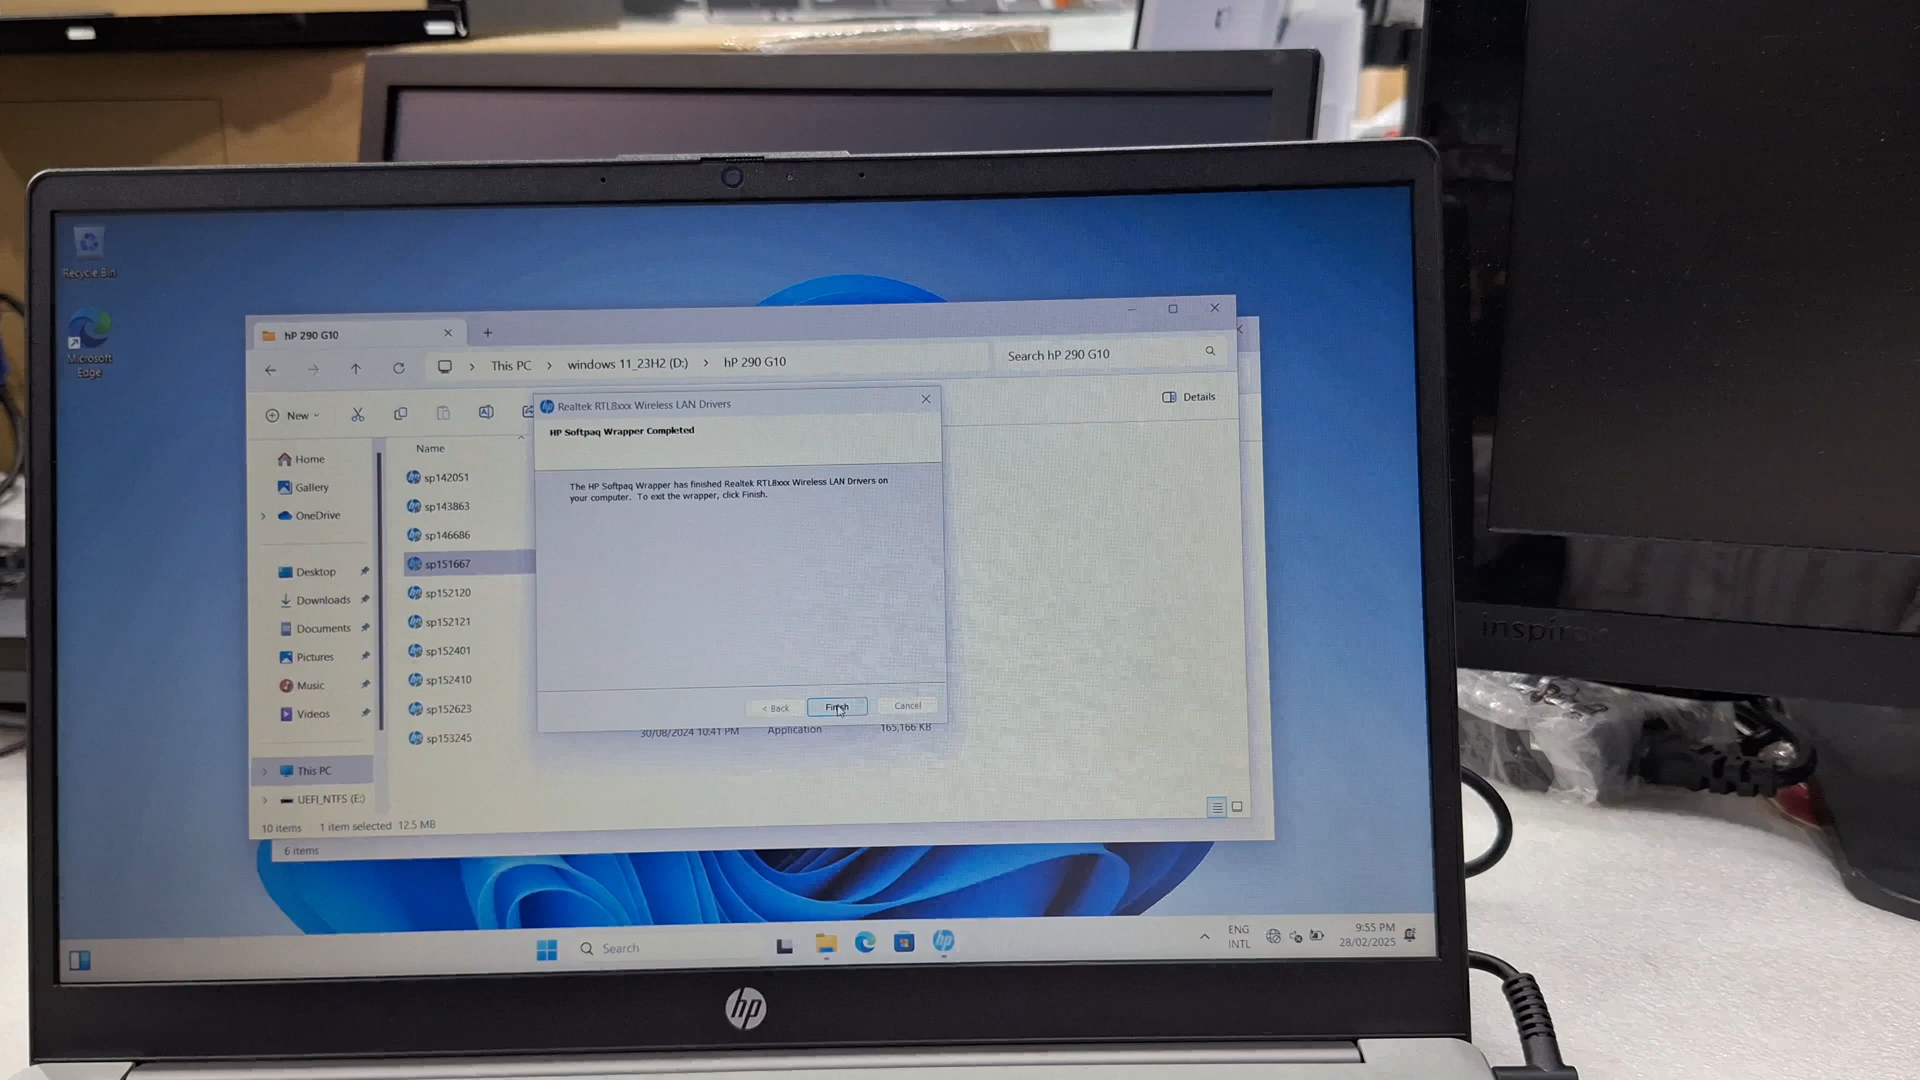 Recycle Bin
Microsoft
Edge
hP 290 G10
This PC
windows 11_23H2 (D:)
hP 290 G10
Search hP 290 G10
New
Details
Home
Gallery
OneDrive
Desktop
Downloads
Documents
Pictures
Music
Videos
This PC
UEFI_NTFS (E:)
Name
sp142051
sp143863
sp146686
sp151667
sp152120
sp152121
sp152401
sp152410
sp152623
sp153245
30/08/2024 10:41 PM
Application
165,166 KB
Realtek RTL8xxx Wireless LAN Drivers
HP Softpaq Wrapper Completed
The HP Softpaq Wrapper has finished Realtek RTL8xxx Wireless LAN Drivers on
your computer. To exit the wrapper, click Finish.
< Back
Finish
Cancel
10 items
1 item selected 12.5 MB
6 items
Search
ENG
INTL
9:55 PM
28/02/2025
hp
inspiron